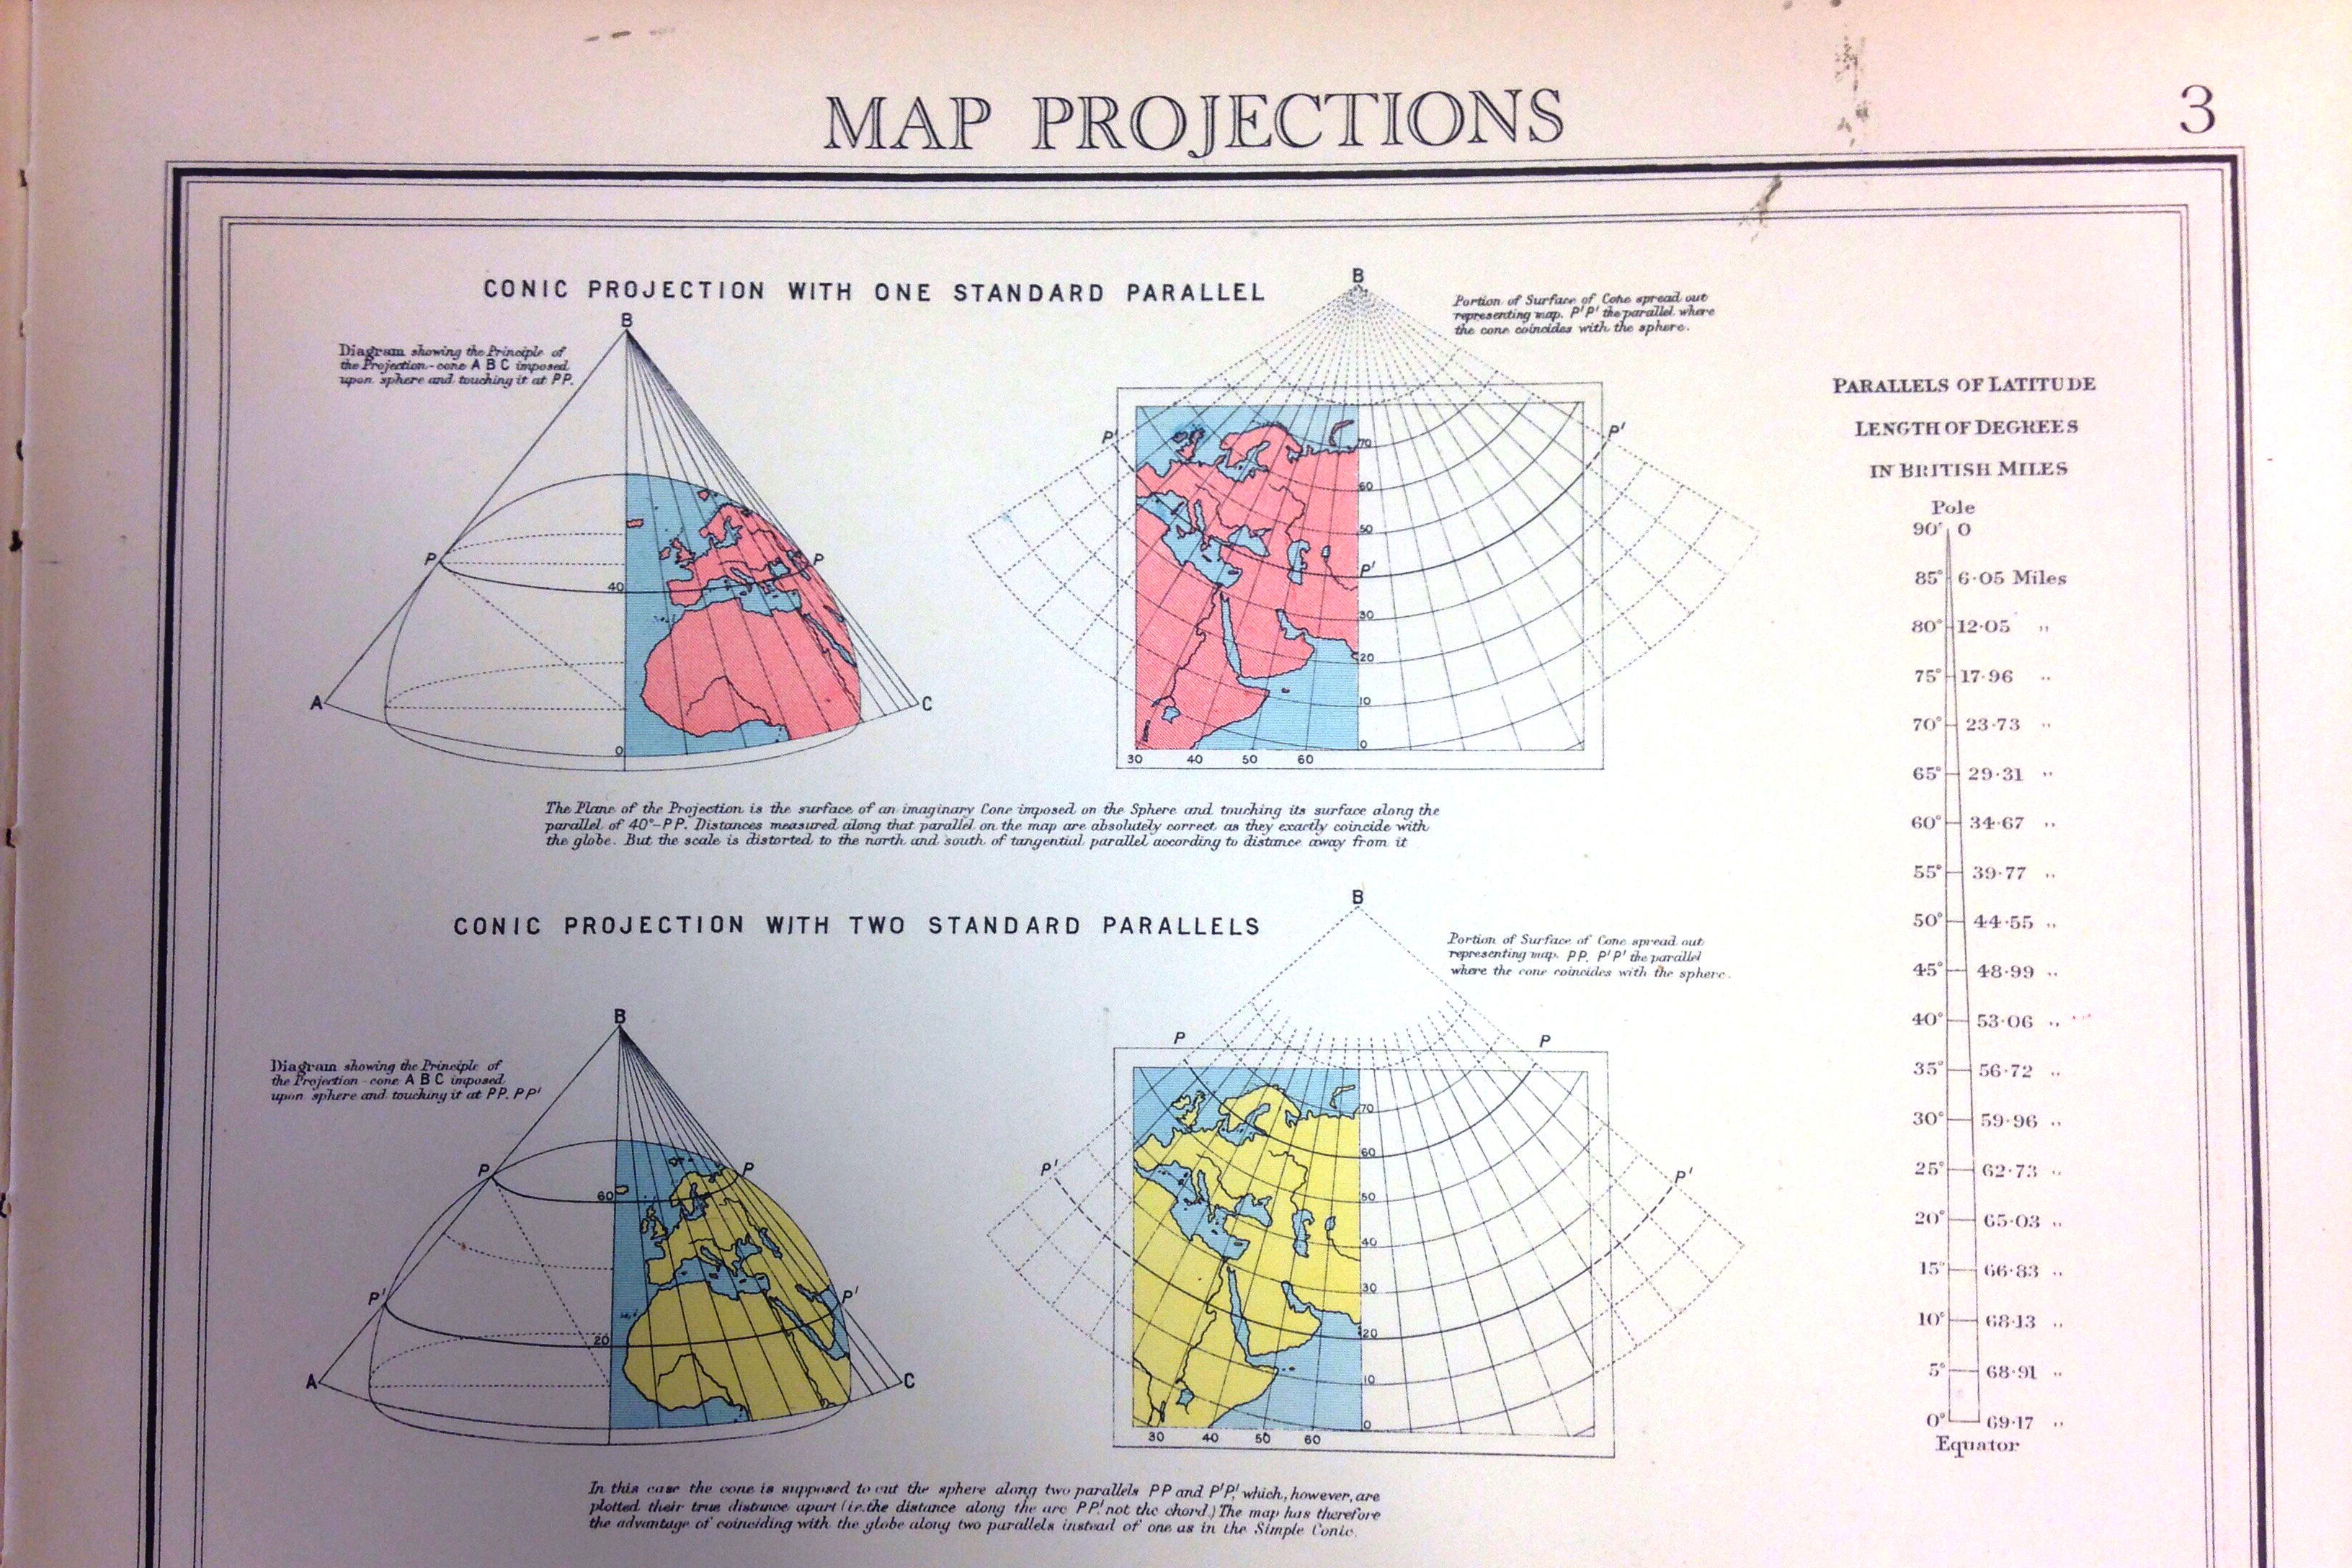 MAP PROJECTIONS
3
CONIC PROJECTION WITH ONE STANDARD PARALLEL
Diagram showing the Principle of
the Projection - cone A B C imposed
upon sphere and touching it at PP.
B
P
P
40
A
C
0
B
Portion of Surface of Cone spread out
representing map. P'P' the parallel where
the cone coincides with the sphere.
P'
P'
70
60
50
P'
30
20
10
0
30 40 50 60
The Plane of the Projection is the surface of an imaginary Cone imposed on the Sphere and touching its surface along the
parallel of 40°-PP. Distances measured along that parallel on the map are absolutely correct as they exactly coincide with
the globe. But the scale is distorted to the north and south of tangential parallel according to distance away from it
CONIC PROJECTION WITH TWO STANDARD PARALLELS
Diagram showing the Principle of
the Projection - cone A B C imposed
upon sphere and touching it at PP. PP'
B
P
P
60
P'
P'
20
A
C
B
Portion of Surface of Cone spread out
representing map. PP, P'P' the parallel
where the cone coincides with the sphere.
P
P
P'
P'
70
60
50
40
30
20
10
0
30 40 50 60
In this case the cone is supposed to cut the sphere along two parallels PP and P'P', which, however, are
plotted their true distance apart (i.e. the distance along the arc PP' not the chord.) The map has therefore
the advantage of coinciding with the globe along two parallels instead of one as in the Simple Conic.
PARALLELS OF LATITUDE
LENGTH OF DEGREES
IN BRITISH MILES
Pole
90° 0
85° 6·05 Miles
80° 12·05 "
75° 17·96 "
70° 23·73 "
65° 29·31 "
60° 34·67 "
55° 39·77 "
50° 44·55 "
45° 48·99 "
40° 53·06 "
35° 56·72 "
30° 59·96 "
25° 62·73 "
20° 65·03 "
15° 66·83 "
10° 68·13 "
5° 68·91 "
0° 69·17 "
Equator